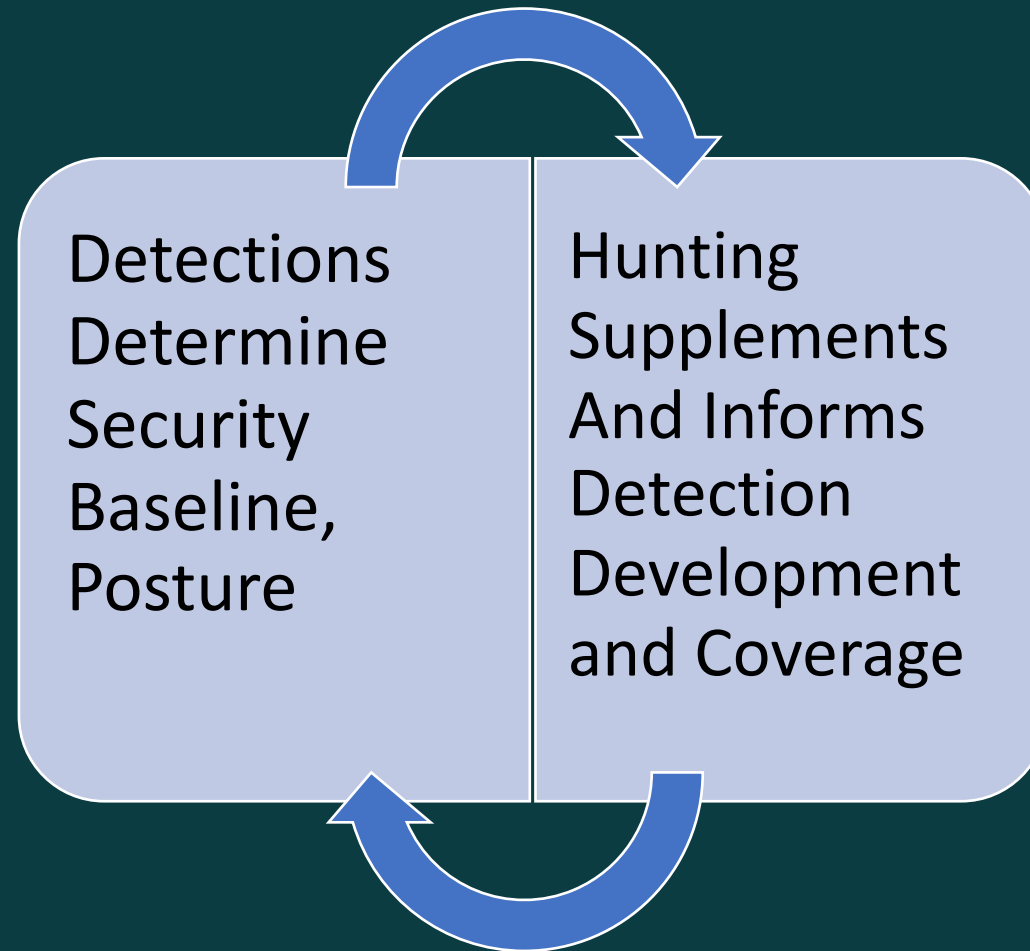 Detections
Determine
Security
Baseline,
Posture
Hunting
Supplements
And Informs
Detection
Development
and Coverage